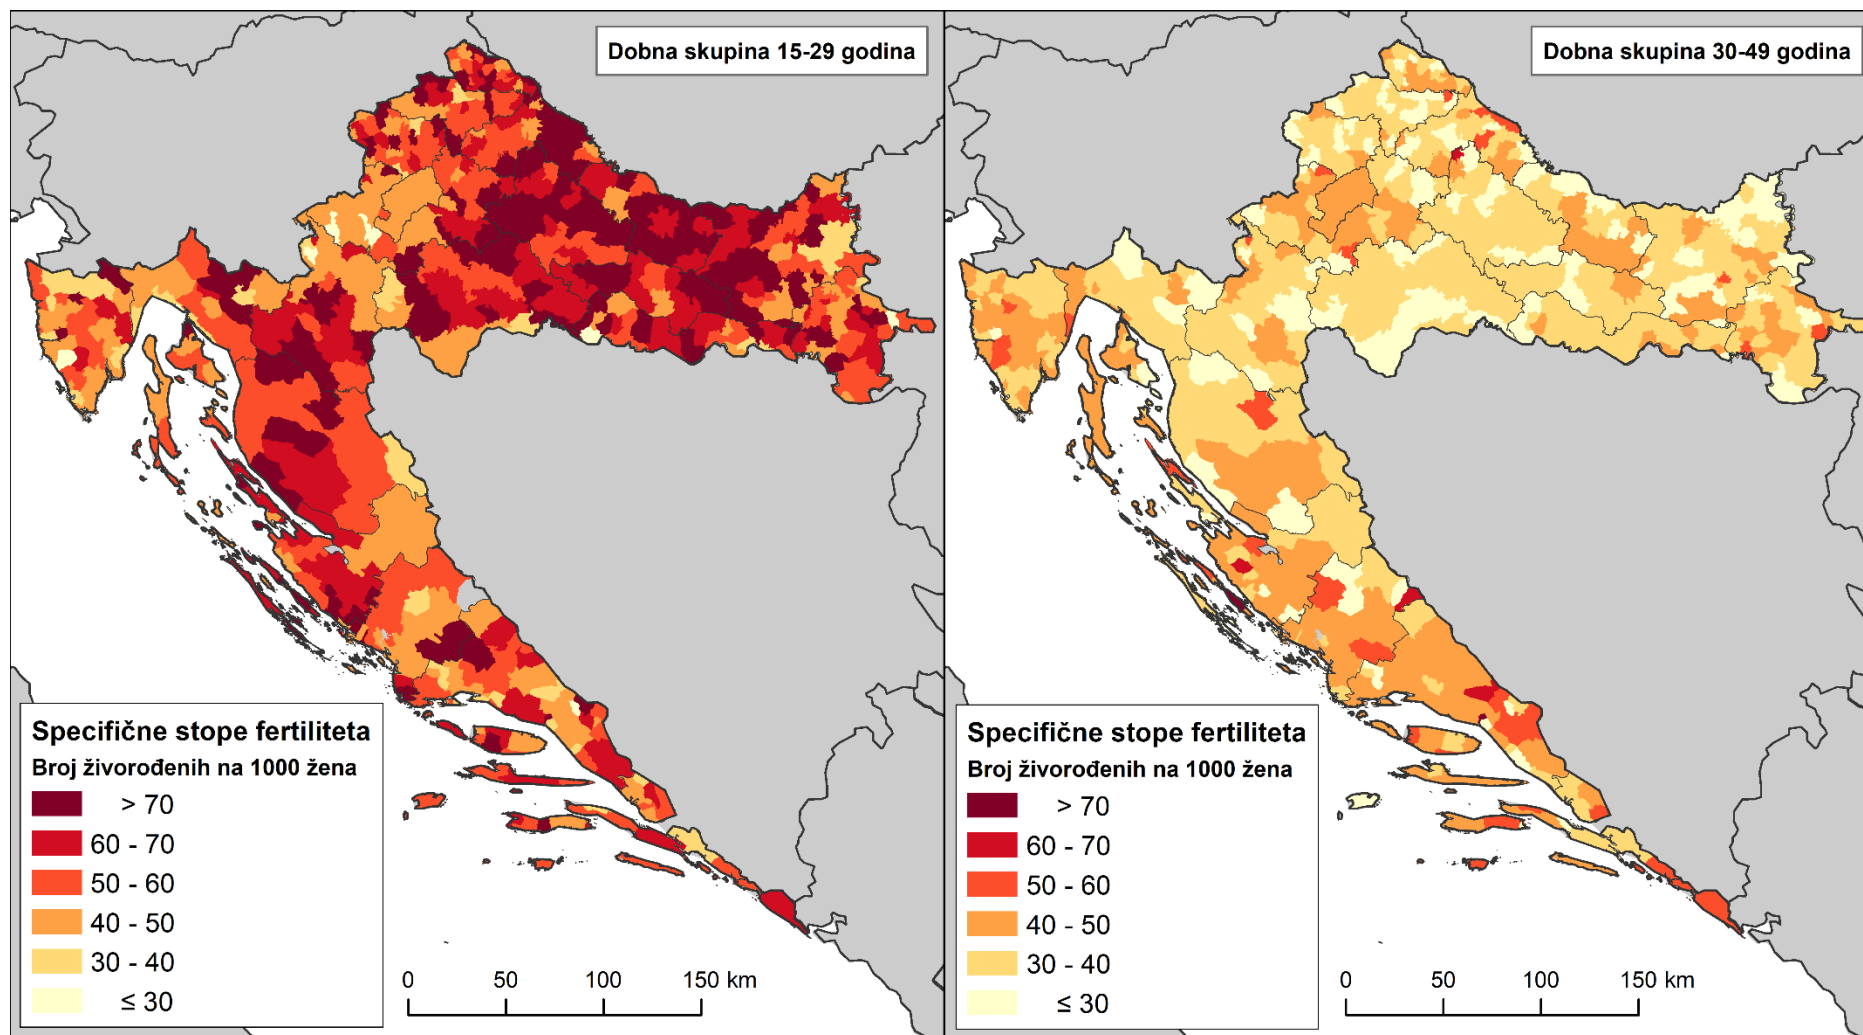 Dobna skupina 15-29 godina
Specifične stope fertiliteta
Broj živorođenih na 1000 žena
> 70
60 - 70
50 - 60
40 - 50
30 - 40
≤ 30
0 50 100 150 km
Dobna skupina 30-49 godina
Specifične stope fertiliteta
Broj živorođenih na 1000 žena
> 70
60 - 70
50 - 60
40 - 50
30 - 40
≤ 30
0 50 100 150 km